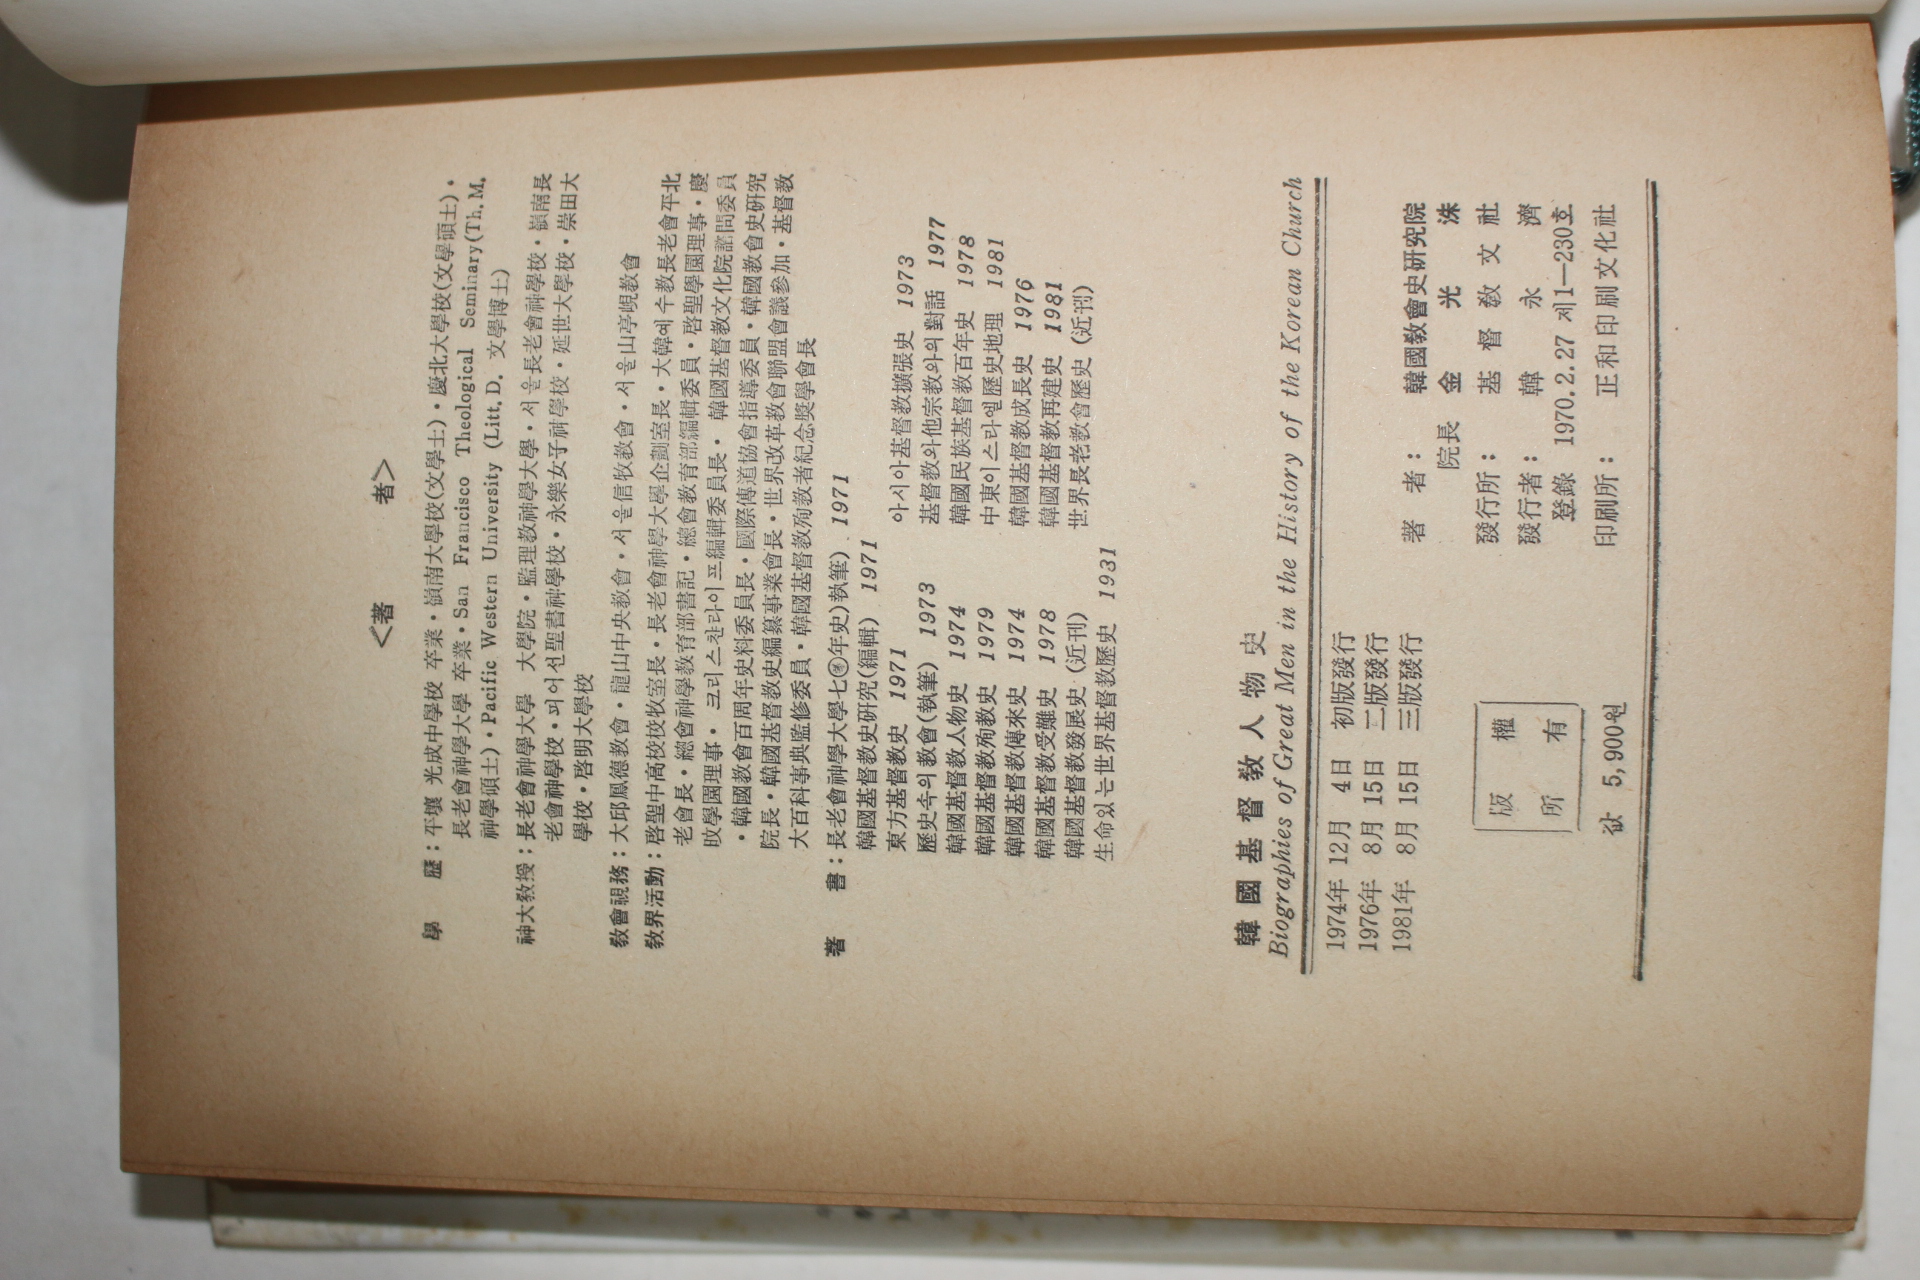 <著 者>
學 歷：平壤 光成中學校 卒業・嶺南大學校(文學士)・慶北大學校(文學碩士)・
長老會神學大學 卒業・San Francisco Theological Seminary(Th.M.
神學碩士)・Pacific Western University (Litt.D. 文學博士)
神大敎授：長老會神學大學 大學院・監理敎神學大學・서울長老會神學校・嶺南長
老會神學校・피어선聖書神學校・永樂女子神學校・延世大學校・崇田大
學校・啓明大學校
敎會視務：大邱鳳德敎會・龍山中央敎會・서울信牧敎會・서울山亭峴敎會
敎界活動：啓聖中高校校牧室長・長老會神學大學企劃室長・大韓예수敎長老會平北
老會長・總會神學敎育部書記・總會敎育部編輯委員・啓聖學園理事・慶
敃學園理事・크리스챤라이프編輯委員長・韓國基督敎文化院諮問委員
・韓國敎會百周年史料委員長・國際傳道協會指導委員・韓國敎會史研究
院長・韓國基督敎史編纂事業會長・世界改革敎會聯盟會議參加・基督敎
大百科事典監修委員・韓國基督敎殉敎者紀念奬學會長
著 書：長老會神學大學七〇年史)執筆) 1971
韓國基督敎史研究(編輯) 1971
東方基督敎史 1971
歷史속의敎會(執筆) 1973
韓國基督敎人物史 1974
韓國基督敎殉敎史 1979
韓國基督敎傳來史 1974
韓國基督敎受難史 1978
韓國基督敎發展史 (近刊)
生命있는世界基督敎歷史 1931
아시아基督敎擴張史 1973
基督敎와他宗敎와의對話 1977
韓國民族基督敎百年史 1978
中東이스라엘歷史地理 1981
韓國基督敎成長史 1976
韓國基督敎再建史 1981
世界長老敎會歷史 (近刊)
韓國基督敎人物史
Biographies of Great Men in the History of the Korean Church
1974年 12月 4日 初版發行
1976年 8月 15日 二版發行
1981年 8月 15日 三版發行
版權
所有
값 5,900원
著 者： 韓國敎會史研究院
院長 金 光 洙
發行所： 基督敎文社
發行者： 韓 永 濟
登錄 1970.2.27 제1—230호
印刷所： 正和印刷文化社